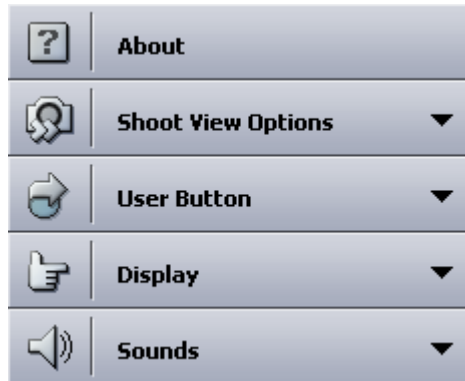 ?
About
Shoot View Options
User Button
Display
Sounds